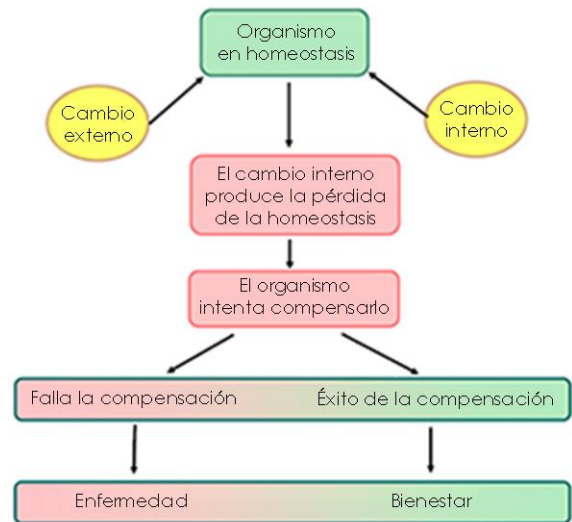 Organismo
en homeostasis
Cambio
externo
Cambio
interno
El cambio interno
produce la pérdida
de la homeostasis
El organismo
intenta compensarlo
Falla la compensación
Éxito de la compensación
Enfermedad
Bienestar